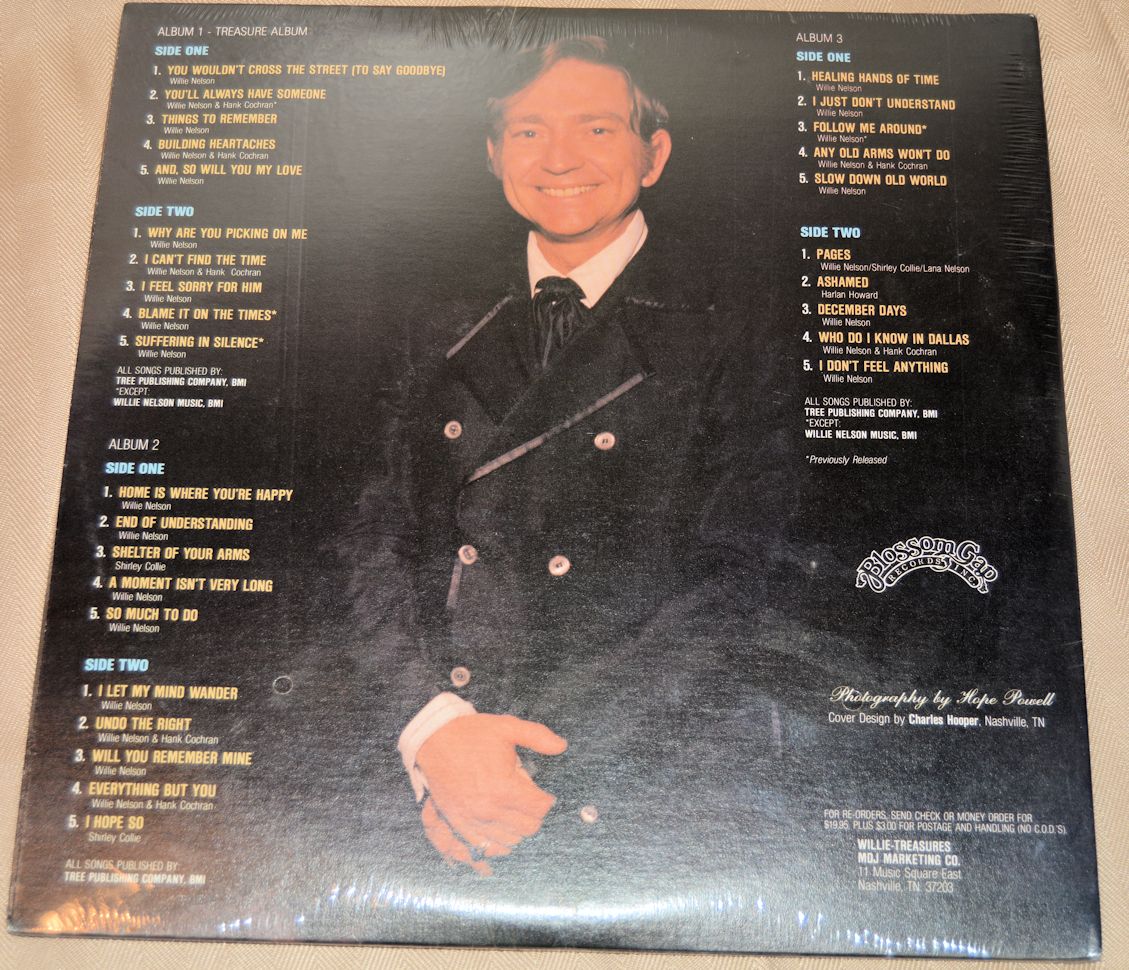 ALBUM 1 - TREASURE ALBUM
SIDE ONE
1. YOU WOULDN'T CROSS THE STREET (TO SAY GOODBYE)
Willie Nelson
2. YOU'LL ALWAYS HAVE SOMEONE
Willie Nelson & Hank Cochran*
3. THINGS TO REMEMBER
Willie Nelson
4. BUILDING HEARTACHES
Willie Nelson & Hank Cochran
5. AND, SO WILL YOU MY LOVE
Willie Nelson
SIDE TWO
1. WHY ARE YOU PICKING ON ME
Willie Nelson
2. I CAN'T FIND THE TIME
Willie Nelson & Hank Cochran
3. I FEEL SORRY FOR HIM
Willie Nelson
4. BLAME IT ON THE TIMES*
Willie Nelson
5. SUFFERING IN SILENCE*
Willie Nelson
ALL SONGS PUBLISHED BY:
TREE PUBLISHING COMPANY, BMI
*EXCEPT:
WILLIE NELSON MUSIC, BMI
ALBUM 2
SIDE ONE
1. HOME IS WHERE YOU'RE HAPPY
Willie Nelson
2. END OF UNDERSTANDING
Willie Nelson
3. SHELTER OF YOUR ARMS
Shirley Collie
4. A MOMENT ISN'T VERY LONG
Willie Nelson
5. SO MUCH TO DO
Willie Nelson
SIDE TWO
1. I LET MY MIND WANDER
Willie Nelson
2. UNDO THE RIGHT
Willie Nelson & Hank Cochran
3. WILL YOU REMEMBER MINE
Willie Nelson
4. EVERYTHING BUT YOU
Willie Nelson & Hank Cochran
5. I HOPE SO
Shirley Collie
ALL SONGS PUBLISHED BY:
TREE PUBLISHING COMPANY, BMI
ALBUM 3
SIDE ONE
1. HEALING HANDS OF TIME
Willie Nelson
2. I JUST DON'T UNDERSTAND
Willie Nelson
3. FOLLOW ME AROUND*
Willie Nelson*
4. ANY OLD ARMS WON'T DO
Willie Nelson & Hank Cochran
5. SLOW DOWN OLD WORLD
Willie Nelson
SIDE TWO
1. PAGES
Willie Nelson/Shirley Collie/Lana Nelson
2. ASHAMED
Harlan Howard
3. DECEMBER DAYS
Willie Nelson
4. WHO DO I KNOW IN DALLAS
Willie Nelson & Hank Cochran
5. I DON'T FEEL ANYTHING
Willie Nelson
ALL SONGS PUBLISHED BY:
TREE PUBLISHING COMPANY, BMI
*EXCEPT:
WILLIE NELSON MUSIC, BMI
*Previously Released
Blossom Gap
RECORDS, INC.
Photography by Hope Powell
Cover Design by Charles Hooper, Nashville, TN
FOR RE-ORDERS, SEND CHECK OR MONEY ORDER FOR
$19.95, PLUS $3.00 FOR POSTAGE AND HANDLING (NO C.O.D.'S).
WILLIE-TREASURES
MDJ MARKETING CO.
11 Music Square East
Nashville, TN 37203